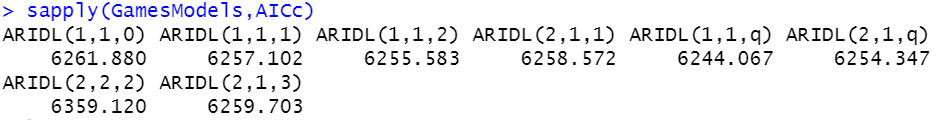 > sapply(GamesModels,AICc)
ARIDL(1,1,0) ARIDL(1,1,1) ARIDL(1,1,2) ARIDL(2,1,1) ARIDL(1,1,q) ARIDL(2,1,q)
6261.880 6257.102 6255.583 6258.572 6244.067 6254.347
ARIDL(2,2,2) ARIDL(2,1,3)
6359.120 6259.703